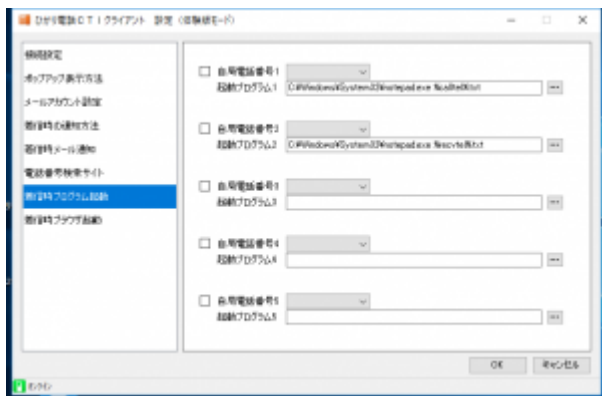 ひかり電話CTIクライアント 設定 (体験版モード)
接続設定
ポップアップ表示方法
メールアカウント設定
着信時の通知方法
着信時メール通知
電話番号検索サイト
着信時プログラム起動
着信時ブラウザ起動
自局電話番号1
起動プログラム1 C:¥Windows¥System32¥notepad.exe
自局電話番号2
起動プログラム2 C:¥Windows¥System32¥notepad.exe
自局電話番号3
起動プログラム3
自局電話番号4
起動プログラム4
自局電話番号5
起動プログラム5
OK キャンセル
オンライン